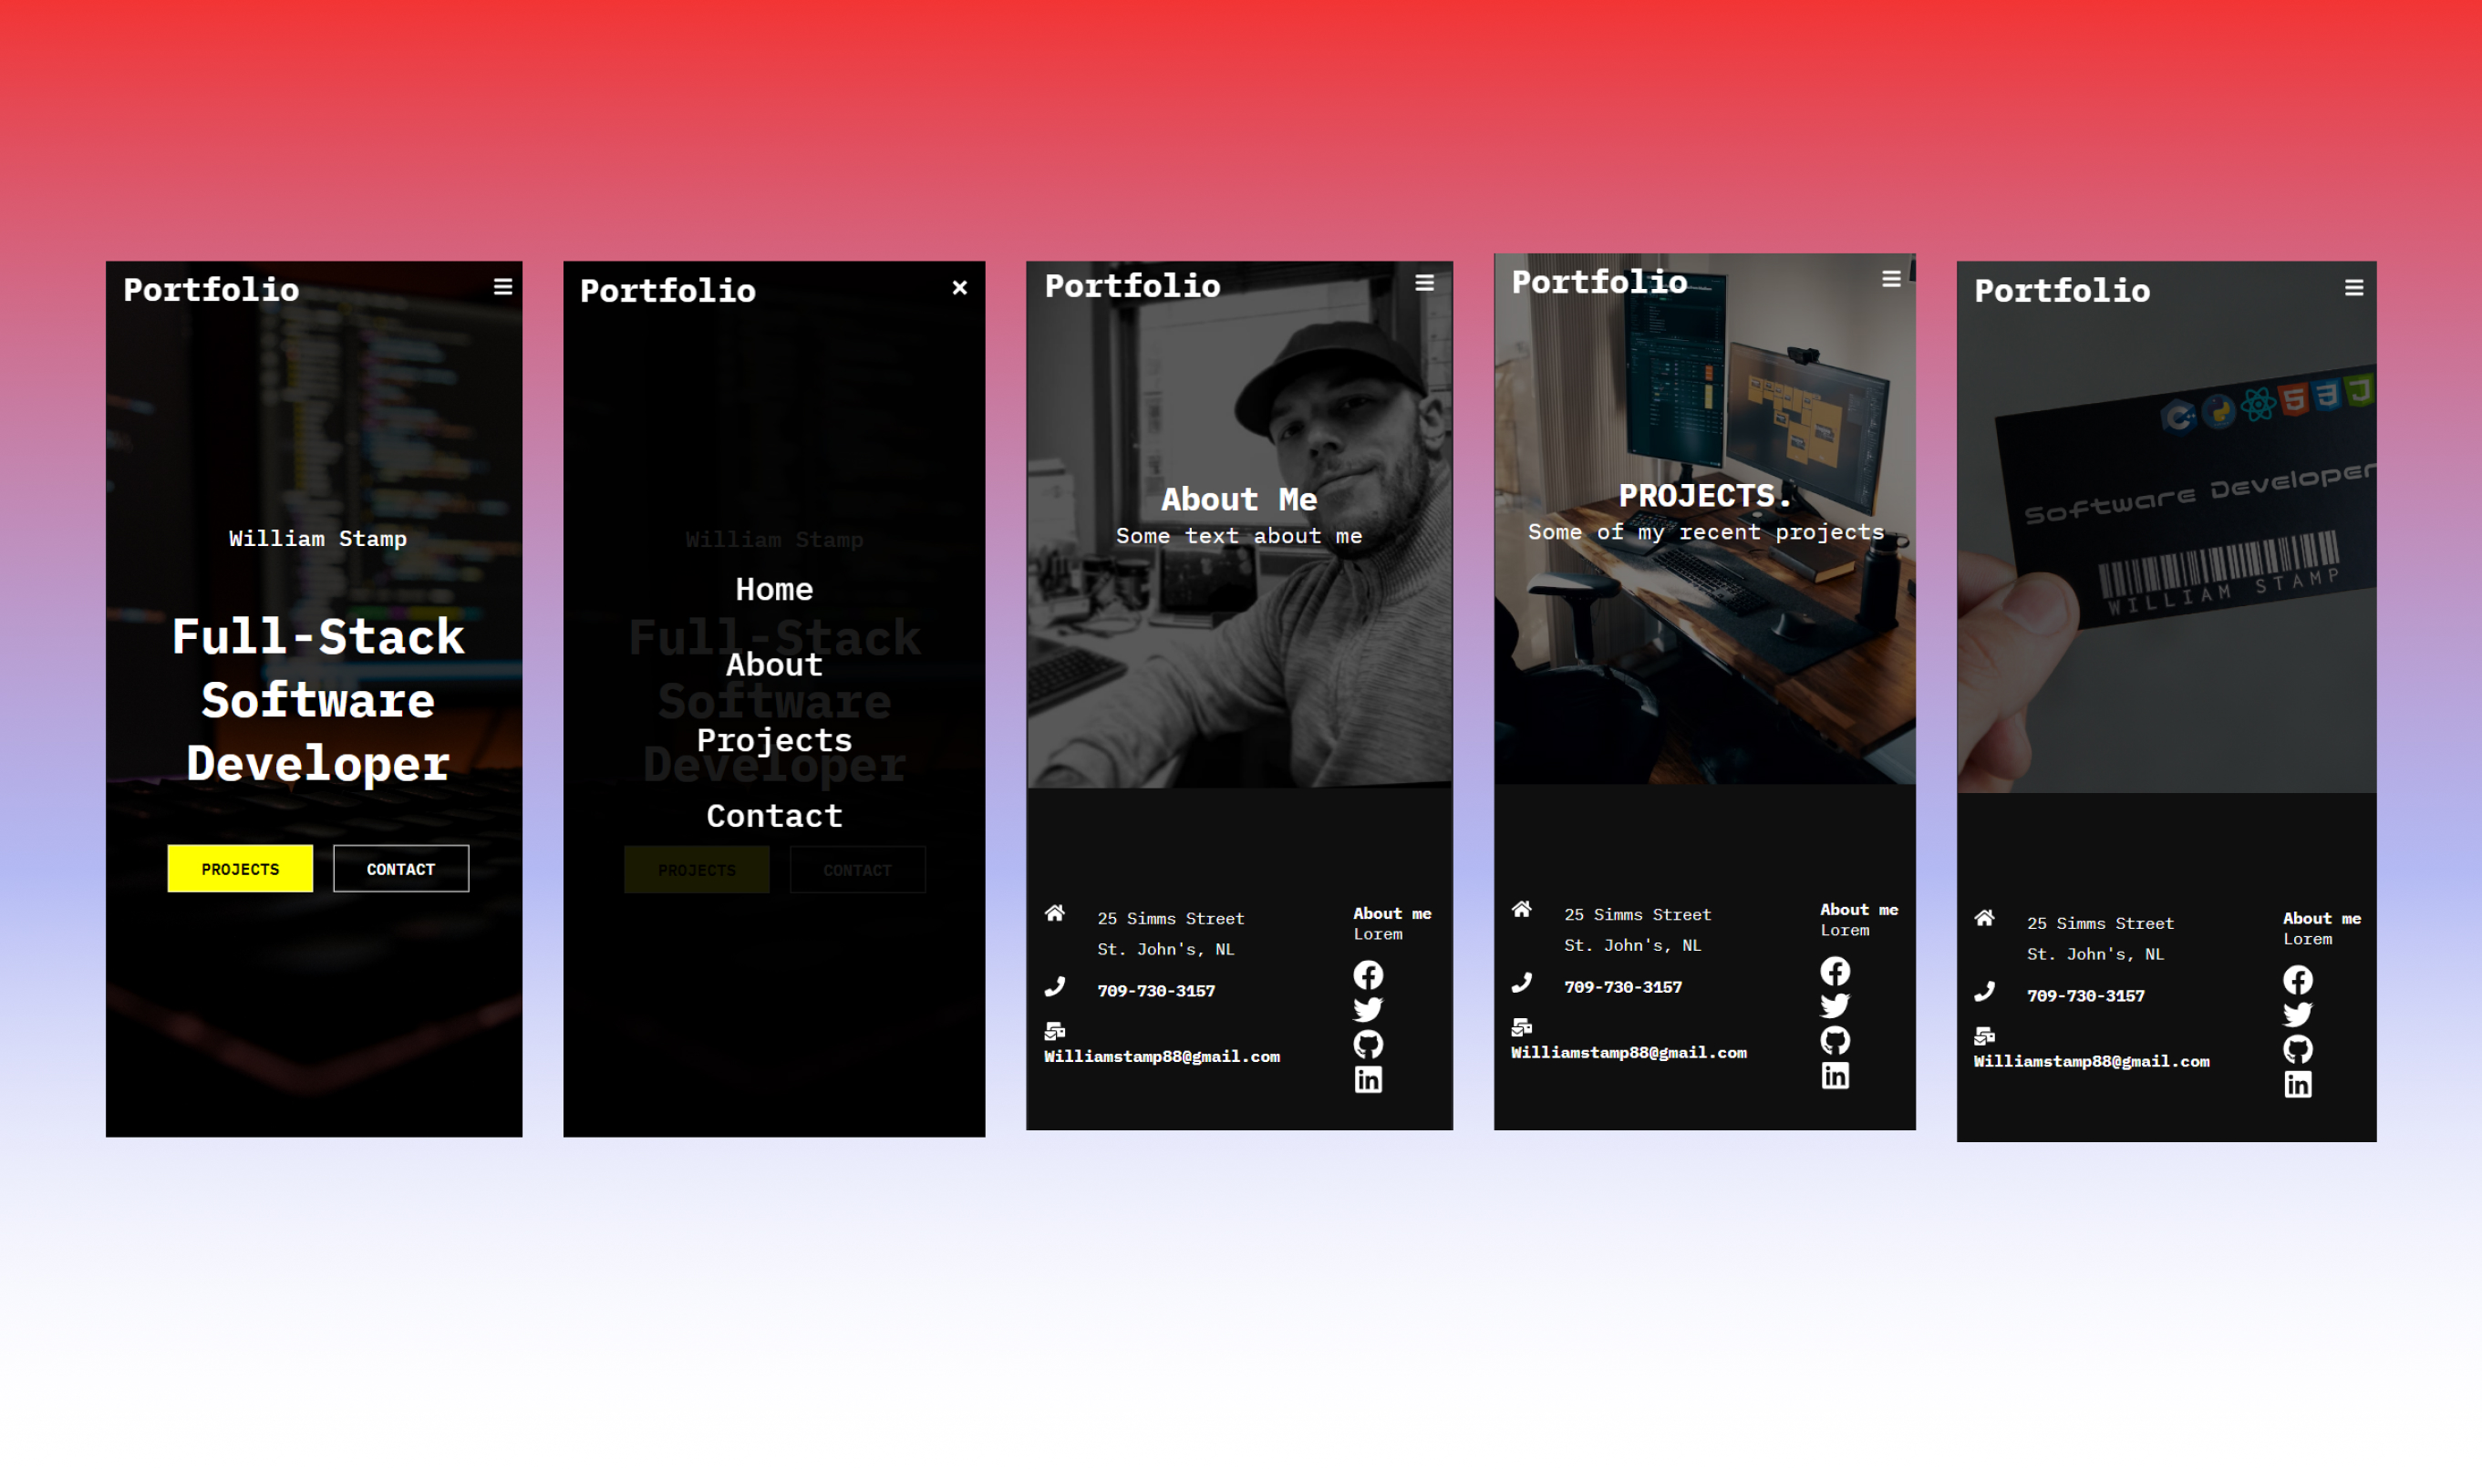 Portfolio
William Stamp
Full-Stack
Software
Developer
PROJECTS
CONTACT
Portfolio
William Stamp
Home
Full-Stack
About
Software
Projects
Developer
Contact
PROJECTS
CONTACT
Portfolio
About Me
Some text about me
25 Simms Street
St. John's, NL
709-730-3157
Williamstamp88@gmail.com
About me
Lorem
Portfolio
PROJECTS.
Some of my recent projects
25 Simms Street
St. John's, NL
709-730-3157
Williamstamp88@gmail.com
About me
Lorem
Portfolio
Software Developer
WILLIAM STAMP
25 Simms Street
St. John's, NL
709-730-3157
Williamstamp88@gmail.com
About me
Lorem